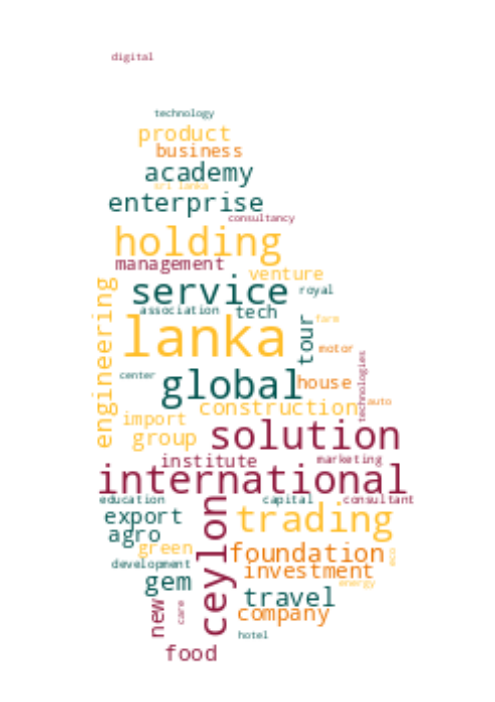 digital
technology
product
business
academy
sri lanka
enterprise
consultancy
holding
management
venture
engineering
service
royal
association
tech
lanka
tour
farm
motor
center
global
house
technologies
construction
auto
import
group
solution
institute
marketing
international
education
capital
consultant
ceylon
export
trading
agro
green
foundation
eco
development
investment
gem
energy
travel
new
care
company
hotel
food